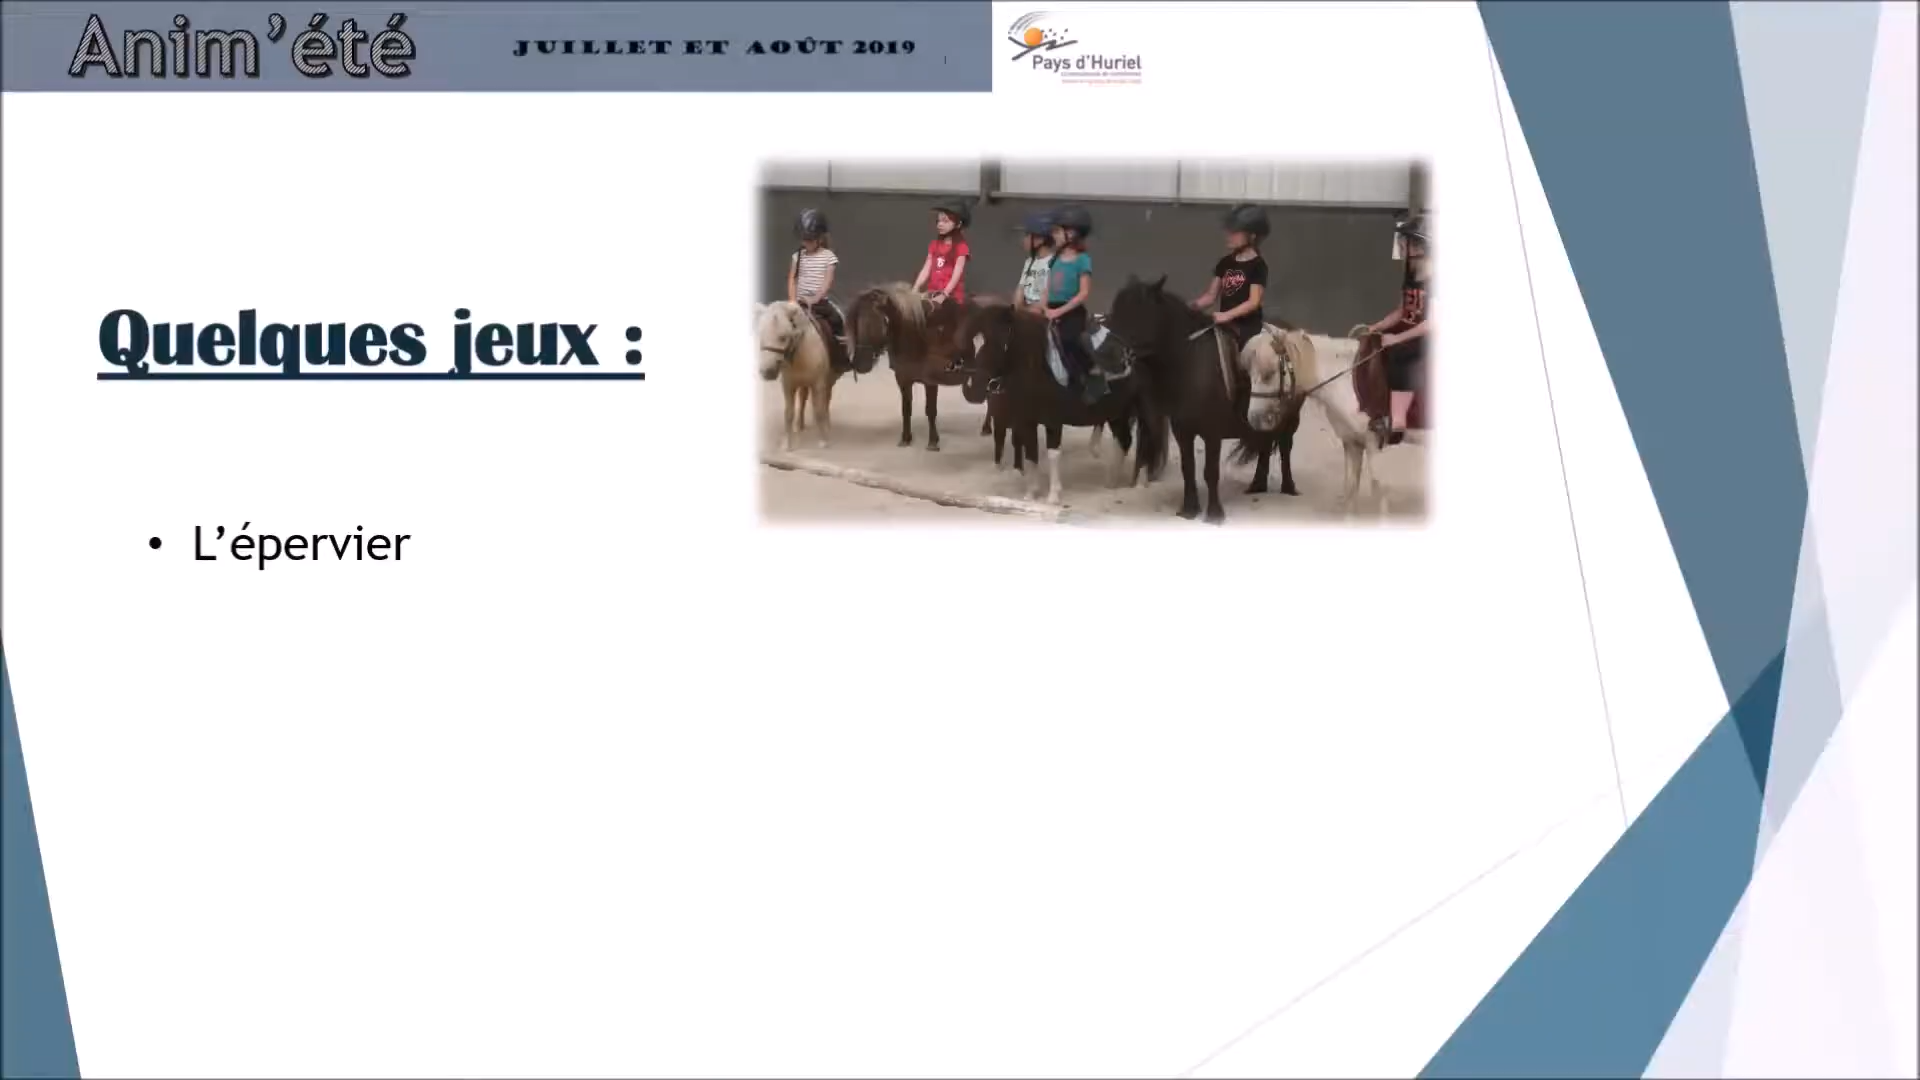 Anim'été
JUILLET ET AOÛT 2019
Pays d'Huriel
Quelques jeux :
• L'épervier